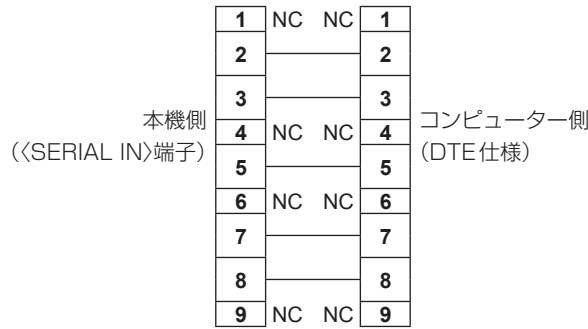 1 NC NC 1
2 2
3 3
本機側
（〈SERIAL IN〉端子）
4 NC NC 4
コンピューター側
（DTE仕様）
5 5
6 NC NC 6
7 7
8 8
9 NC NC 9